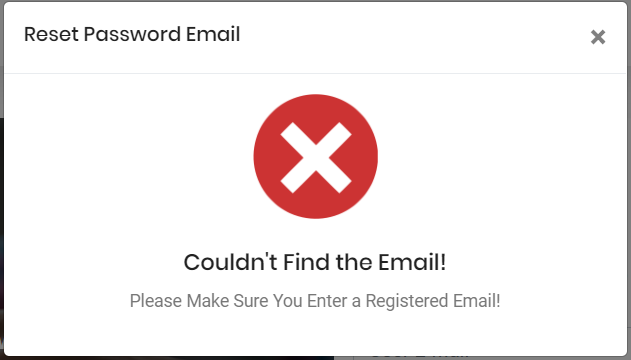 Reset Password Email
Couldn't Find the Email!
Please Make Sure You Enter a Registered Email!